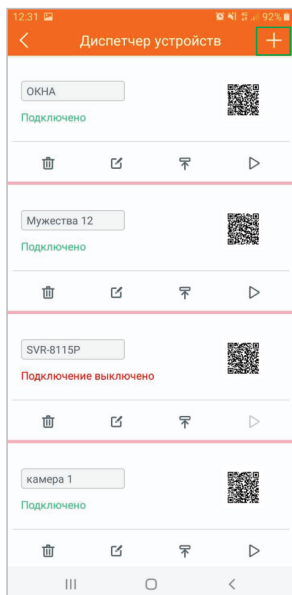 12:31 92%
Диспетчер устройств
ОКНА
Подключено
Мужества 12
Подключено
SVR-8115P
Подключение выключено
камера 1
Подключено